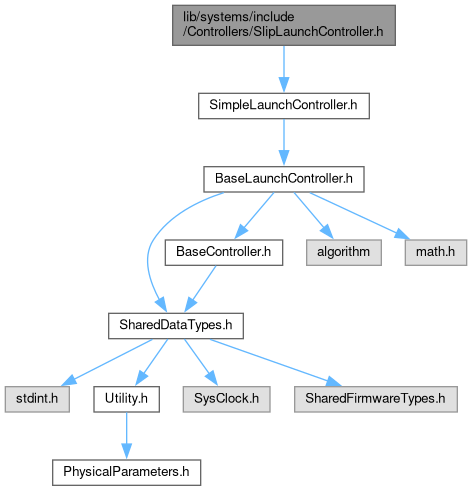 lib/systems/include
/Controllers/SlipLaunchController.h
SimpleLaunchController.h
BaseLaunchController.h
BaseController.h
algorithm
math.h
SharedDataTypes.h
stdint.h
Utility.h
SysClock.h
SharedFirmwareTypes.h
PhysicalParameters.h